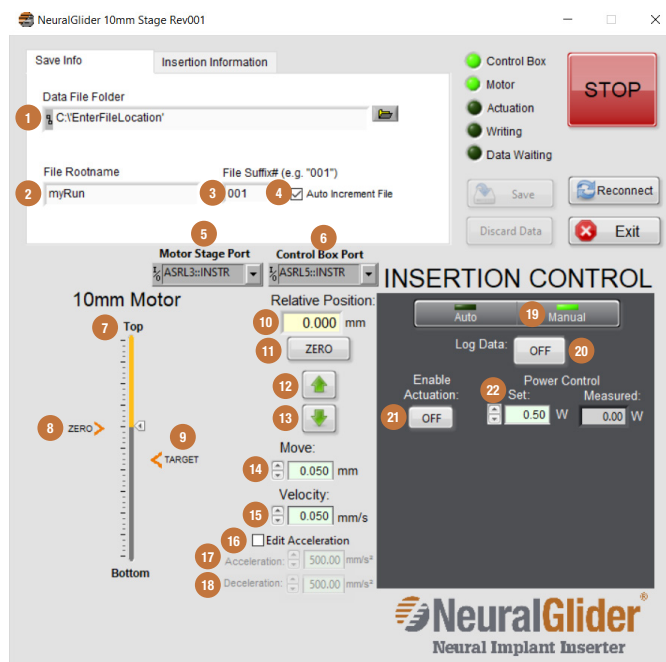 NeuralGlider 10mm Stage Rev001
Save Info
Insertion Information
Data File Folder
1
C:\'EnterFileLocation'
File Rootname
File Suffix# (e.g. "001")
2
myRun
3
001
4
Auto Increment File
Control Box
Motor
Actuation
Writing
Data Waiting
STOP
Save
Reconnect
Discard Data
Exit
5
6
Motor Stage Port
Control Box Port
ASRL3::INSTR
ASRL5::INSTR
10mm Motor
7
Top
8
ZERO
9
TARGET
Bottom
Relative Position:
10
0.000 mm
11
ZERO
12
13
Move:
14
0.050 mm
Velocity:
15
0.050 mm/s
16
Edit Acceleration
17
Acceleration: 500.00 mm/s²
18
Deceleration: 500.00 mm/s²
INSERTION CONTROL
Auto
19
Manual
Log Data:
OFF
20
Enable
Actuation:
21
OFF
Power Control
22
Set:
0.50 W
Measured:
0.00 W
NeuralGlider®
Neural Implant Inserter